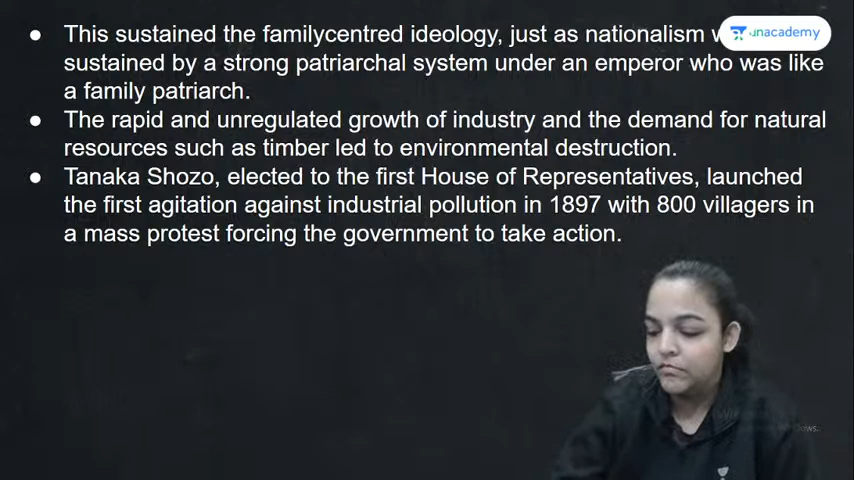 ● This sustained the familycentred ideology, just as nationalism
unacademy
sustained by a strong patriarchal system under an emperor who was like
a family patriarch.
● The rapid and unregulated growth of industry and the demand for natural
resources such as timber led to environmental destruction.
● Tanaka Shozo, elected to the first House of Representatives, launched
the first agitation against industrial pollution in 1897 with 800 villagers in
a mass protest forcing the government to take action.